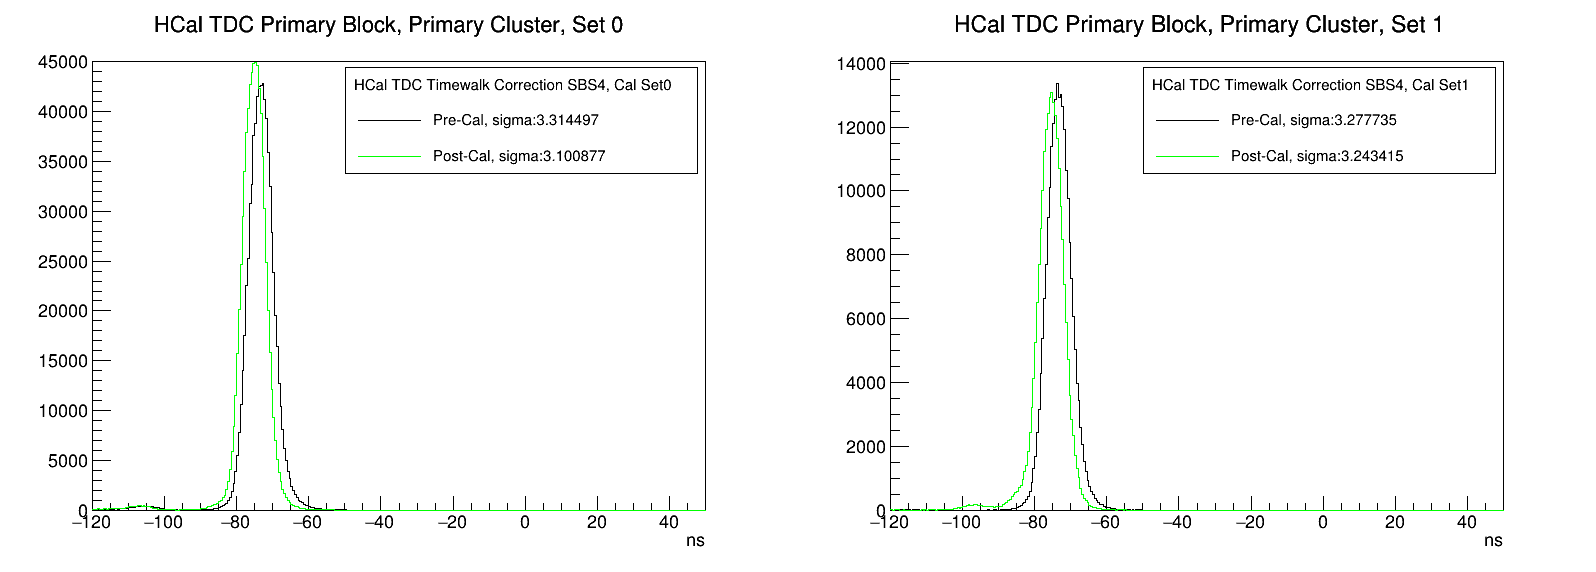 HCal TDC Primary Block, Primary Cluster, Set 0
45000
40000
35000
30000
25000
20000
15000
10000
5000
0
−120 −100 −80 −60 −40 −20 0 20 40
ns
HCal TDC Timewalk Correction SBS4, Cal Set0
Pre-Cal, sigma:3.314497
Post-Cal, sigma:3.100877
HCal TDC Primary Block, Primary Cluster, Set 1
14000
12000
10000
8000
6000
4000
2000
0
−120 −100 −80 −60 −40 −20 0 20 40
ns
HCal TDC Timewalk Correction SBS4, Cal Set1
Pre-Cal, sigma:3.277735
Post-Cal, sigma:3.243415